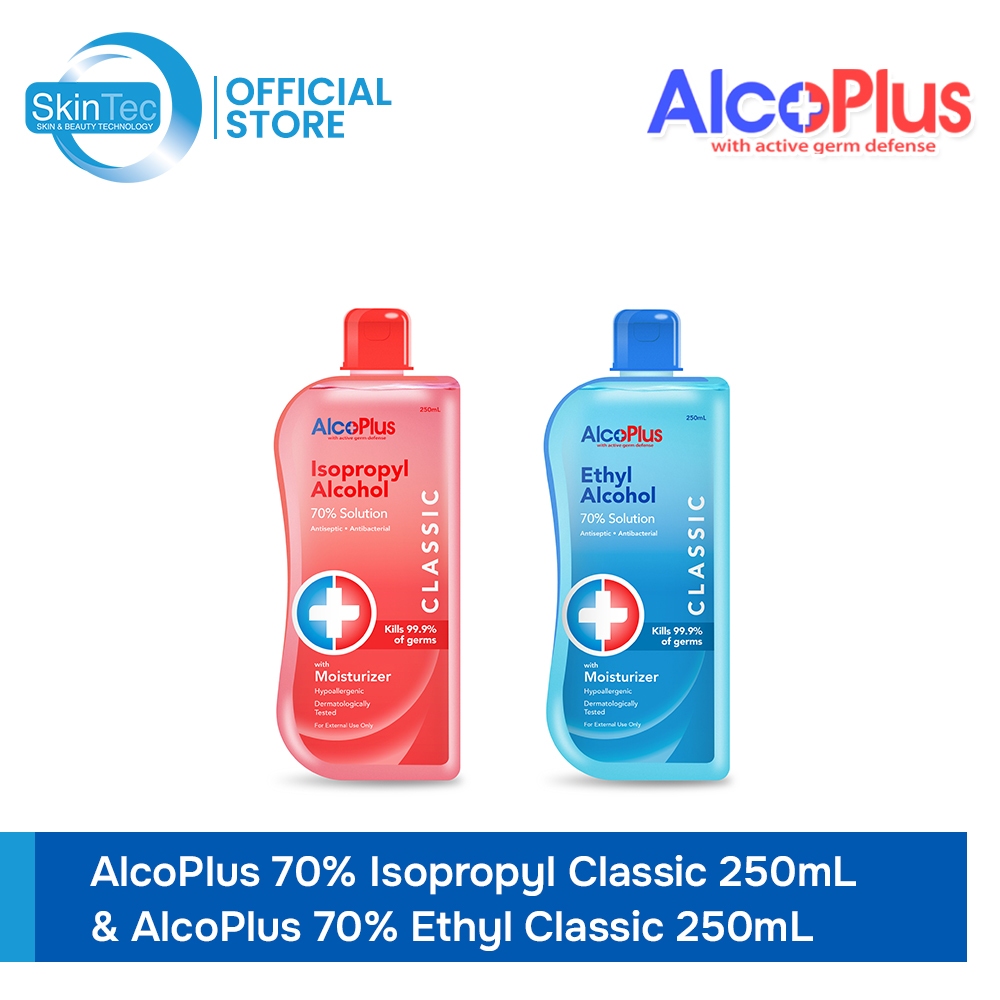 SkinTec
SKIN & BEAUTY TECHNOLOGY
OFFICIAL
STORE
AlcoPlus
with active germ defense
250mL
AlcoPlus
with active germ defense
Isopropyl
Alcohol
70% Solution
Antiseptic • Antibacterial
CLASSIC
Kills 99.9%
of germs
with
Moisturizer
Hypoallergenic
Dermatologically
Tested
For External Use Only
250mL
AlcoPlus
with active germ defense
Ethyl
Alcohol
70% Solution
Antiseptic • Antibacterial
CLASSIC
Kills 99.9%
of germs
with
Moisturizer
Hypoallergenic
Dermatologically
Tested
For External Use Only
AlcoPlus 70% Isopropyl Classic 250mL
& AlcoPlus 70% Ethyl Classic 250mL